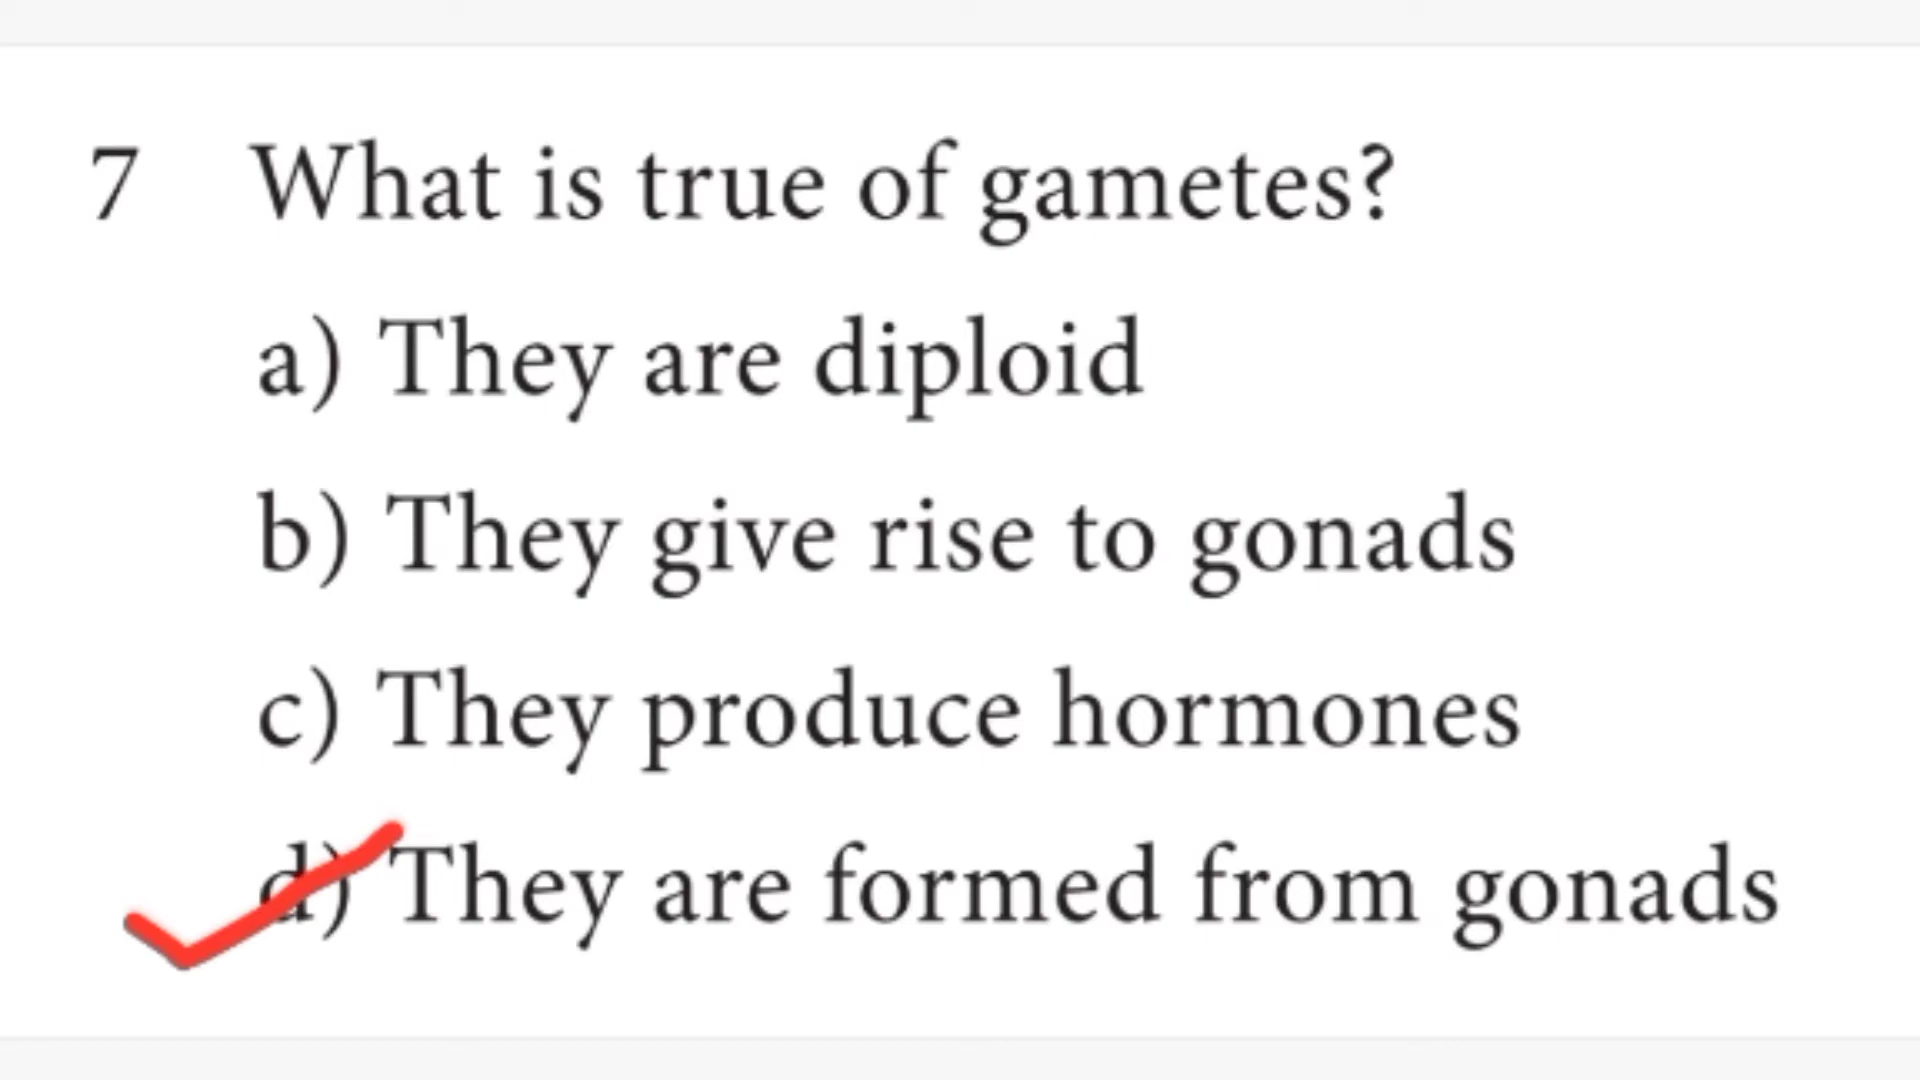 7 What is true of gametes?
a) They are diploid
b) They give rise to gonads
c) They produce hormones
d) They are formed from gonads